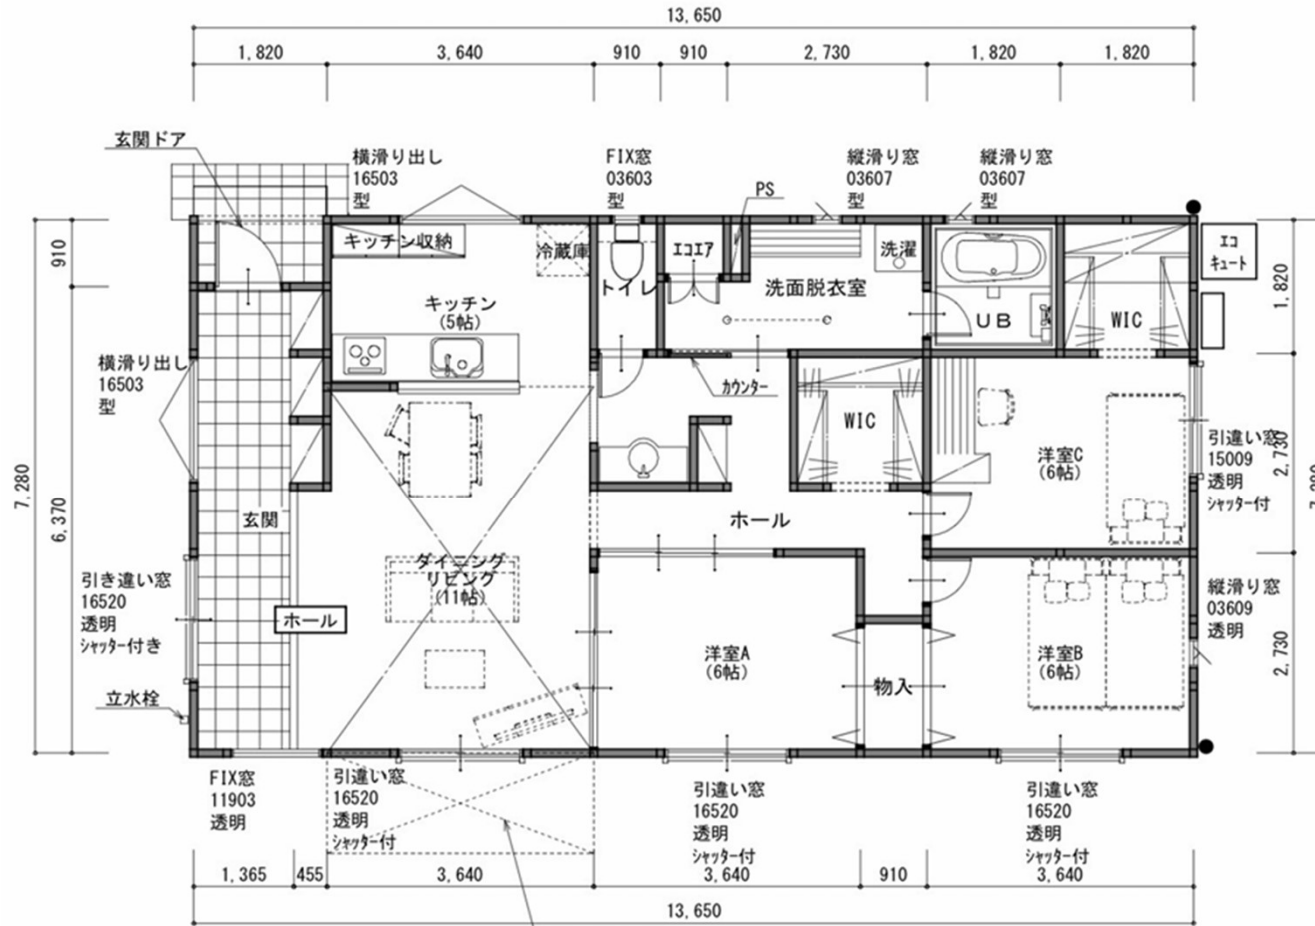 13,650
1,820
3,640
910
910
2,730
1,820
1,820
玄関ドア
横滑り出し
16503
型
FIX窓
03603
型
PS
縦滑り窓
03607
型
縦滑り窓
03607
型
910
キッチン収納
冷蔵庫
トイレ
エコエア
洗面脱衣室
洗濯
UB
WIC
エコ
キュート
1,820
キッチン
(5帖)
横滑り出し
16503
型
カウンター
WIC
洋室C
(6帖)
引違い窓
15009
透明
シャッター付
2,730
7,280
6,370
玄関
ホール
ダイニング
リビング
(11帖)
ホール
引き違い窓
16520
透明
シャッター付き
洋室A
(6帖)
物入
洋室B
(6帖)
縦滑り窓
03609
透明
2,730
立水栓
FIX窓
11903
透明
引違い窓
16520
透明
シャッター付
引違い窓
16520
透明
シャッター付
引違い窓
16520
透明
シャッター付
1,365
455
3,640
3,640
910
3,640
13,650